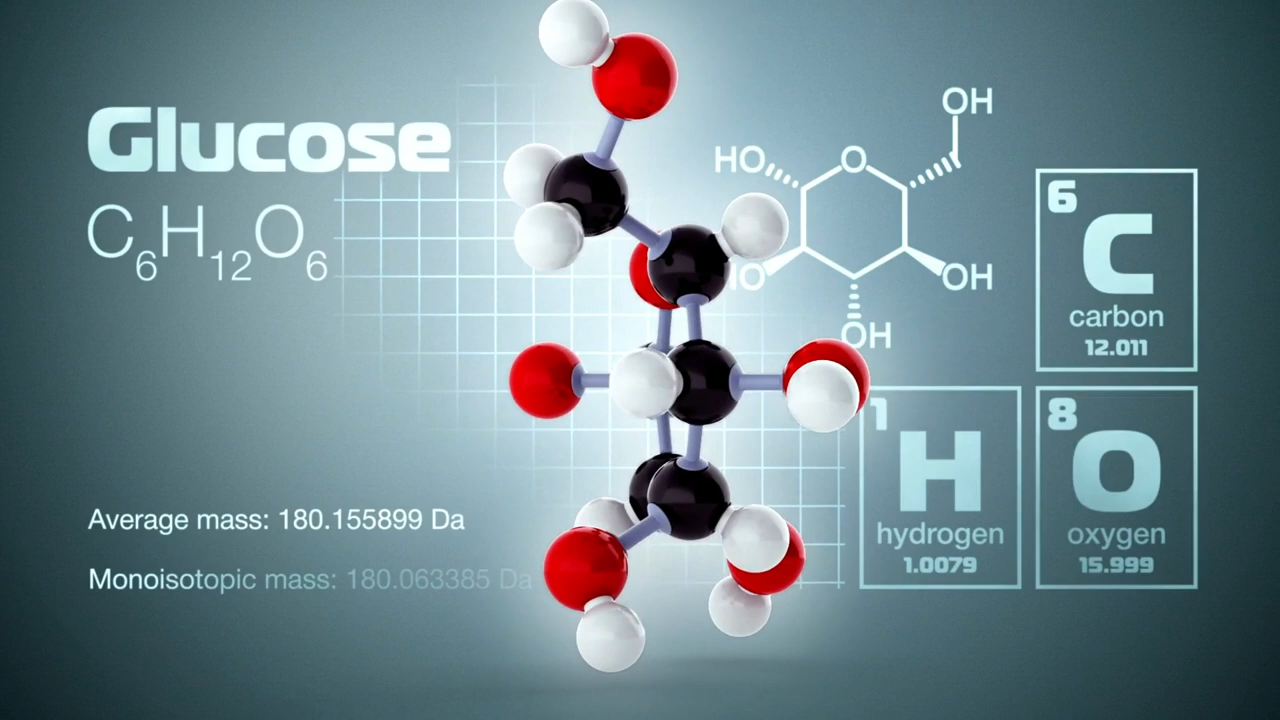 Glucose
C₆H₁₂O₆
OH
HO
O
OH
OH
6
C
carbon
12.011
1
H
hydrogen
1.0079
8
O
oxygen
15.999
Average mass: 180.155899 Da
Monoisotopic mass: 180.063385 Da